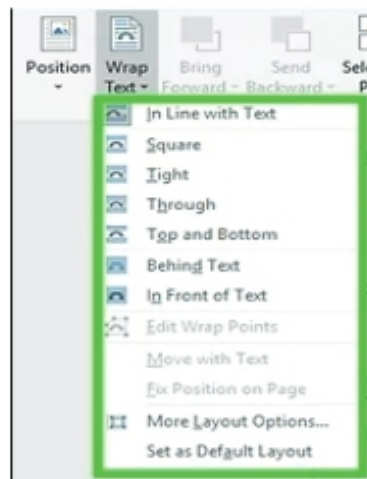 Position Wrap Bring Send Sele
Text Forward Backward P
In Line with Text
Square
Tight
Through
Top and Bottom
Behind Text
In Front of Text
Edit Wrap Points
Move with Text
Fix Position on Page
More Layout Options...
Set as Default Layout